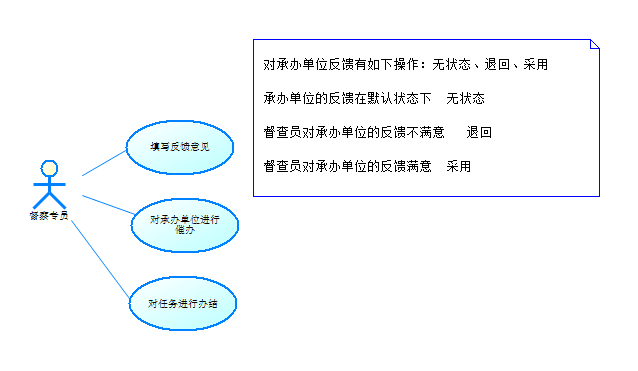 对承办单位反馈有如下操作：无状态、退回、采用
承办单位的反馈在默认状态下 无状态
督查员对承办单位的反馈不满意 退回
督查员对承办单位的反馈满意 采用
填写反馈意见
督察专员
对承办单位进行
催办
对任务进行办结